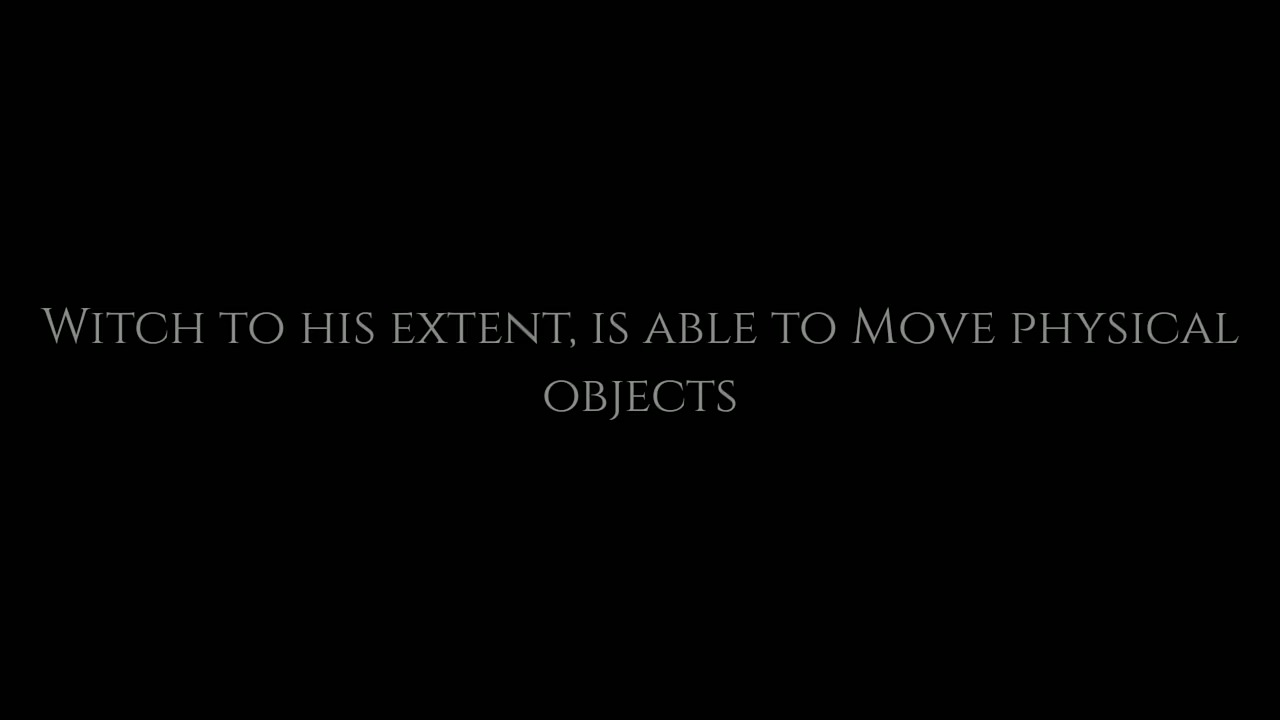 Witch to his extent, is able to Move physical
objects